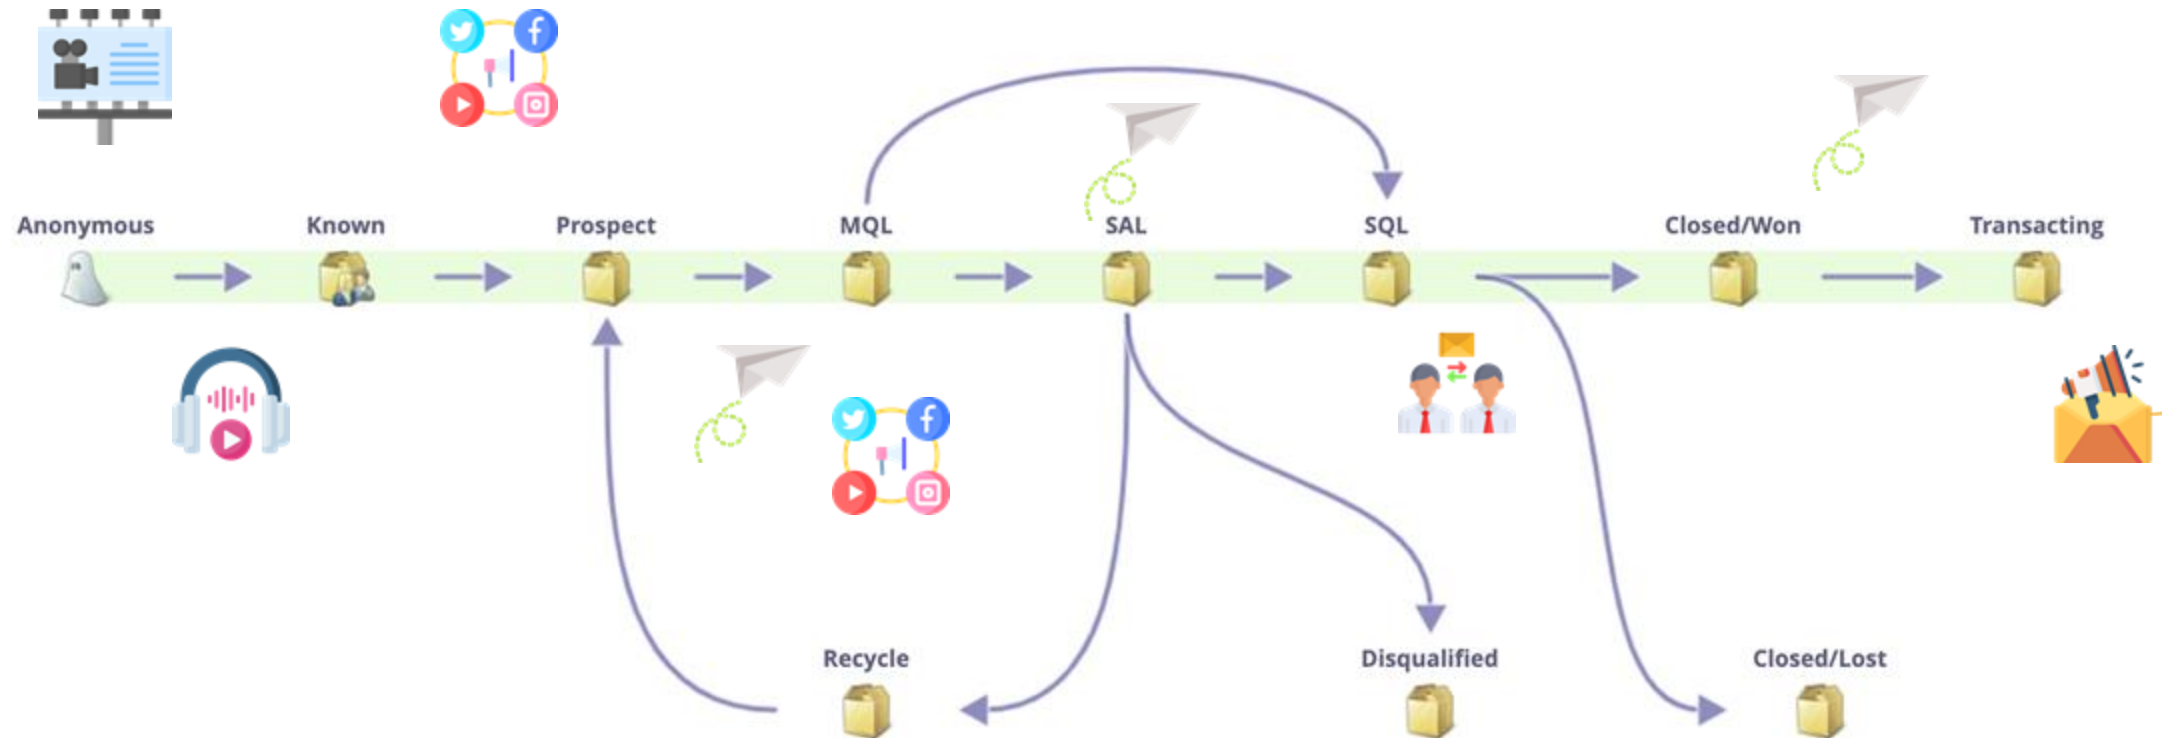 Anonymous
Known
Prospect
MQL
SAL
SQL
Closed/Won
Transacting
Recycle
Disqualified
Closed/Lost